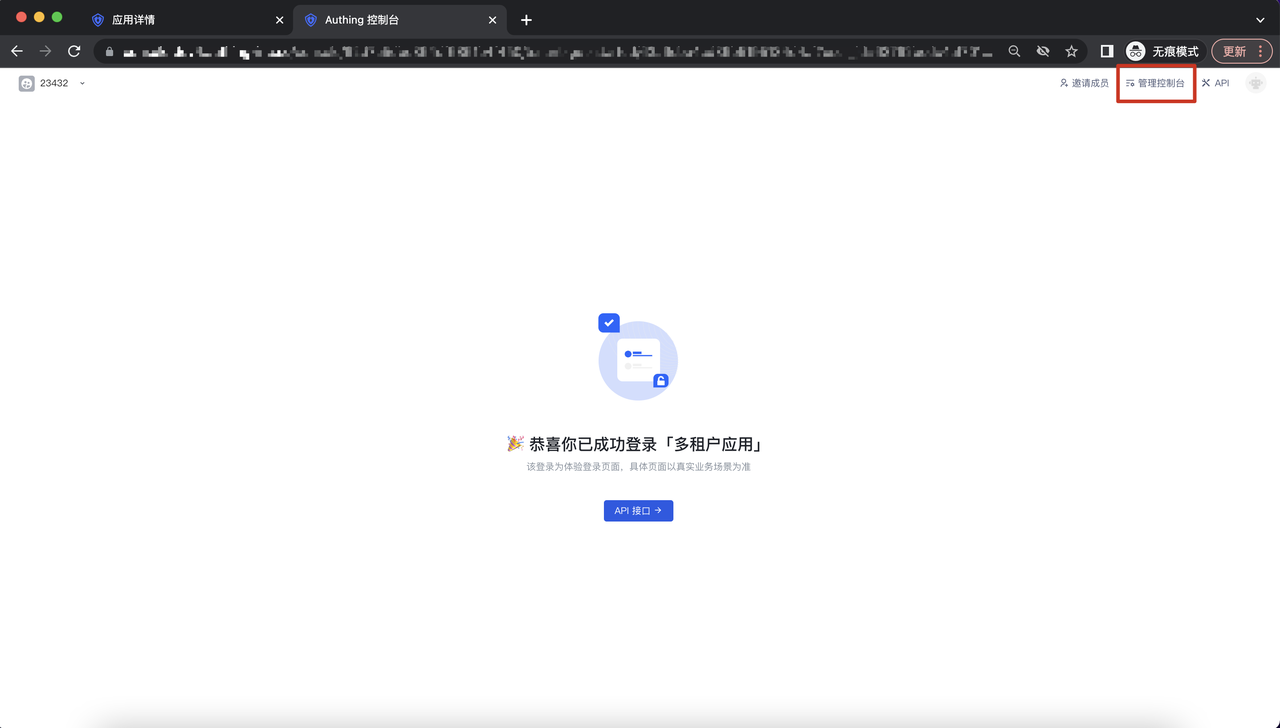 应用详情
Authing 控制台
无痕模式
更新
23432
邀请成员
管理控制台
API
🎉 恭喜你已成功登录「多租户应用」
该登录为体验登录页面，具体页面以真实业务场景为准
API 接口 →